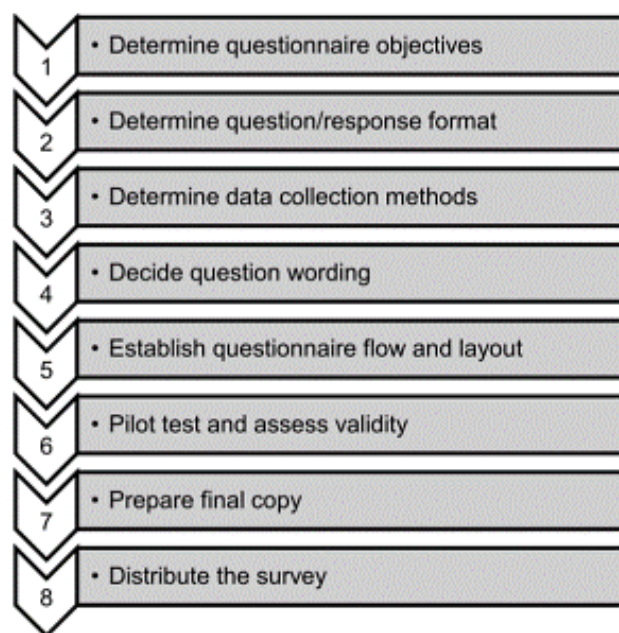 1 • Determine questionnaire objectives
2 • Determine question/response format
3 • Determine data collection methods
4 • Decide question wording
5 • Establish questionnaire flow and layout
6 • Pilot test and assess validity
7 • Prepare final copy
8 • Distribute the survey